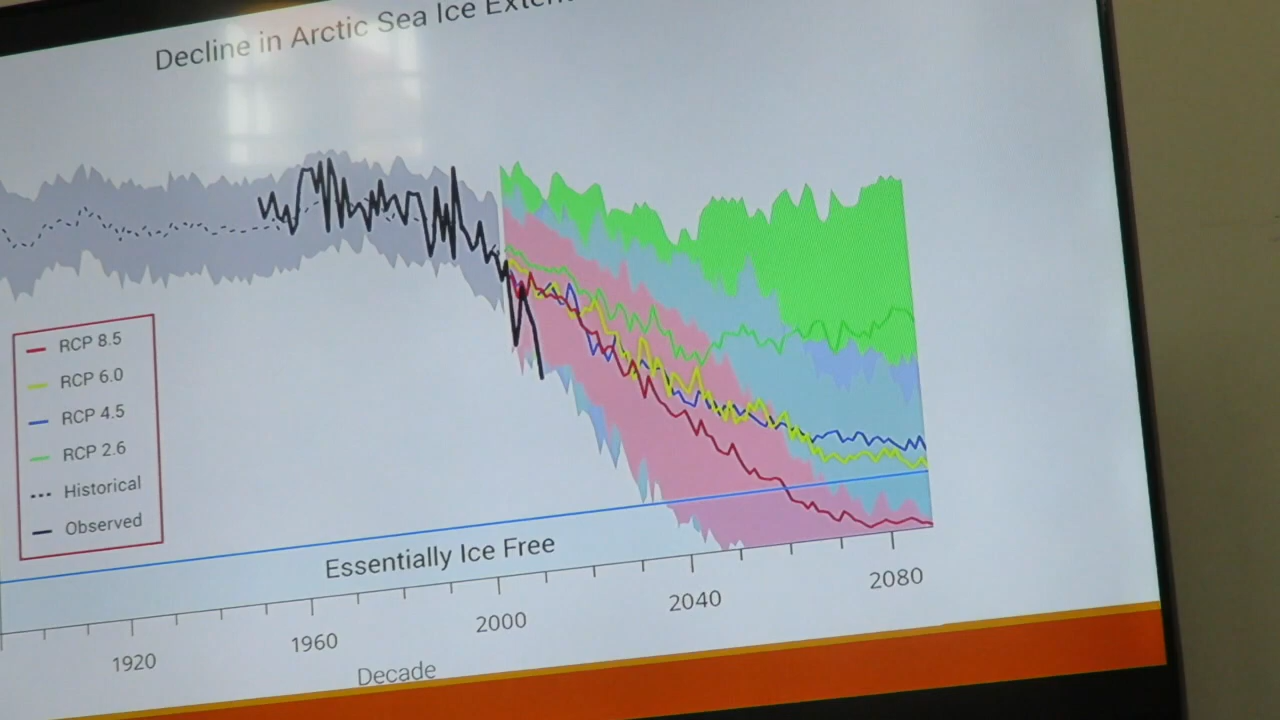 Decline in Arctic Sea Ice
RCP 8.5
RCP 6.0
RCP 4.5
RCP 2.6
Historical
Observed
Essentially Ice Free
1920
1960
2000
2040
2080
Decade